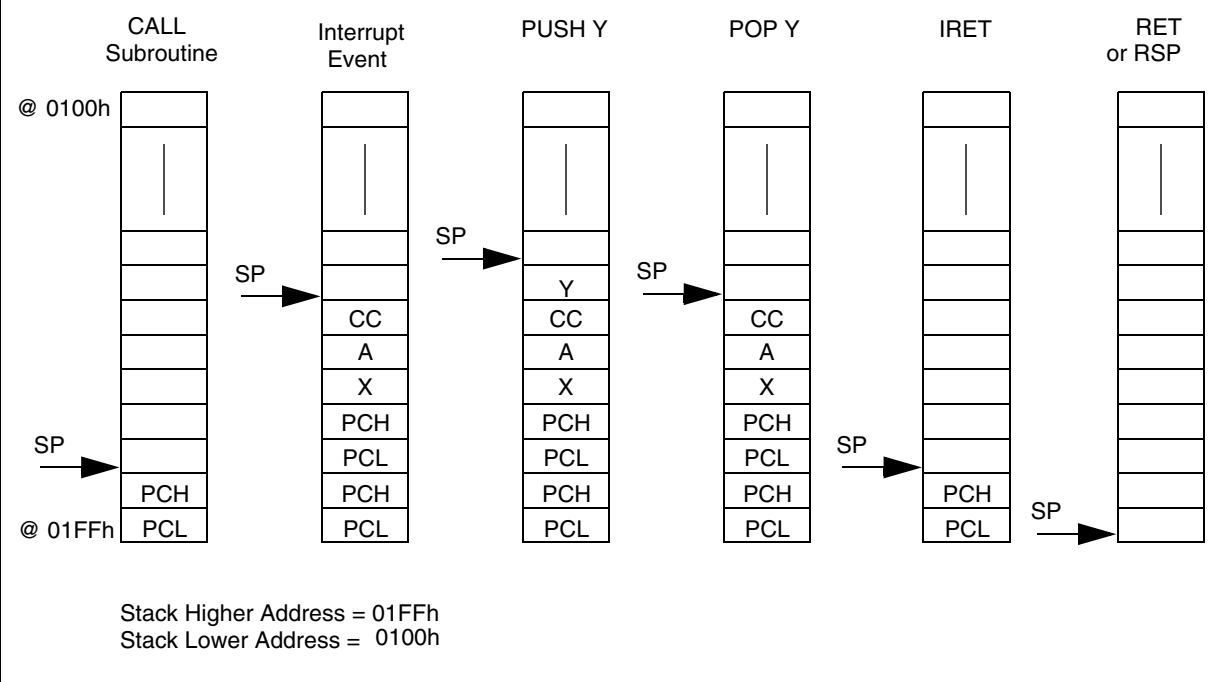 CALL
Subroutine
Interrupt
Event
PUSH Y
POP Y
IRET
RET
or RSP
@ 0100h
SP
SP
SP
Y
CC
CC
CC
A
A
A
X
X
X
PCH
PCH
PCH
SP
SP
PCL
PCL
PCL
PCH
PCH
PCH
PCH
PCH
SP
@ 01FFh
PCL
PCL
PCL
PCL
PCL
Stack Higher Address = 01FFh
Stack Lower Address = 0100h